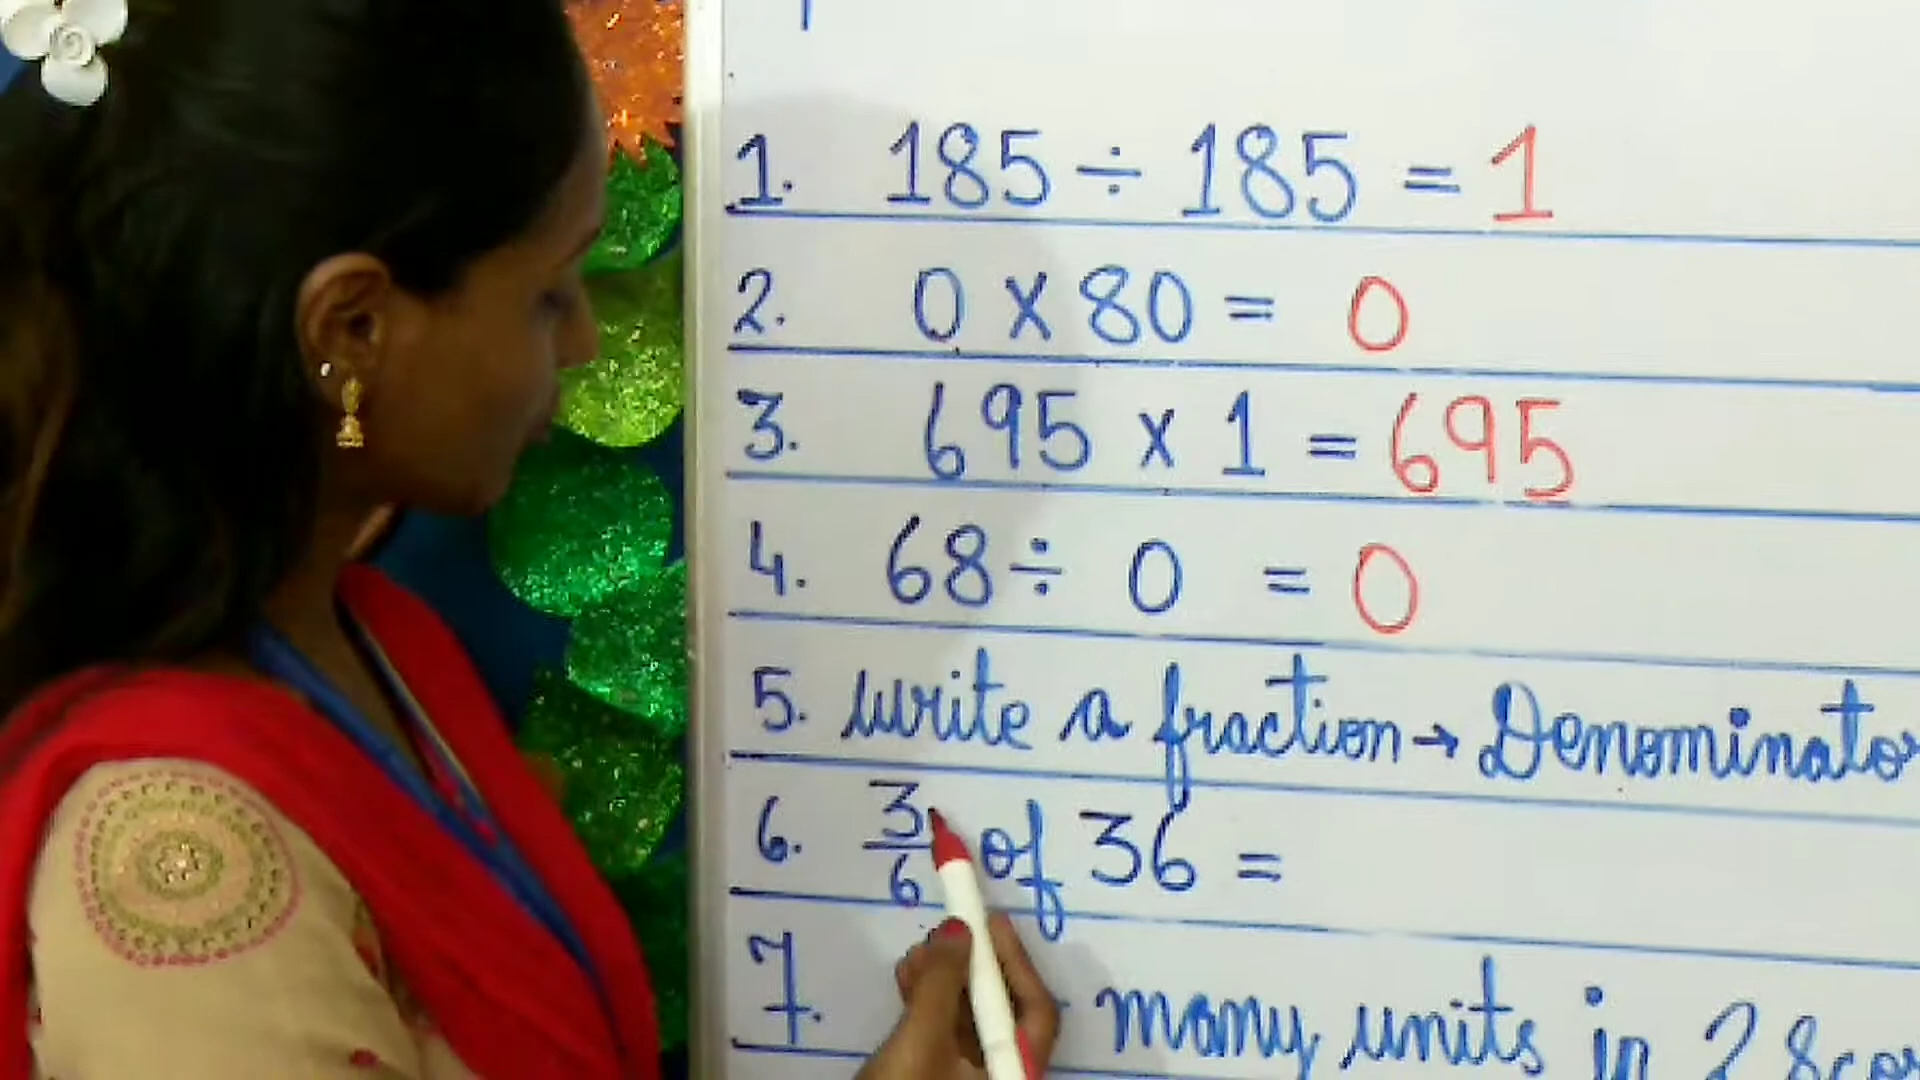 1. 185 ÷ 185 = 1
2. 0 x 80 = 0
3. 695 x 1 = 695
4. 68 ÷ 0 = 0
5. write a fraction → Denominator
6. 3/6 of 36 =
7. many units in 2